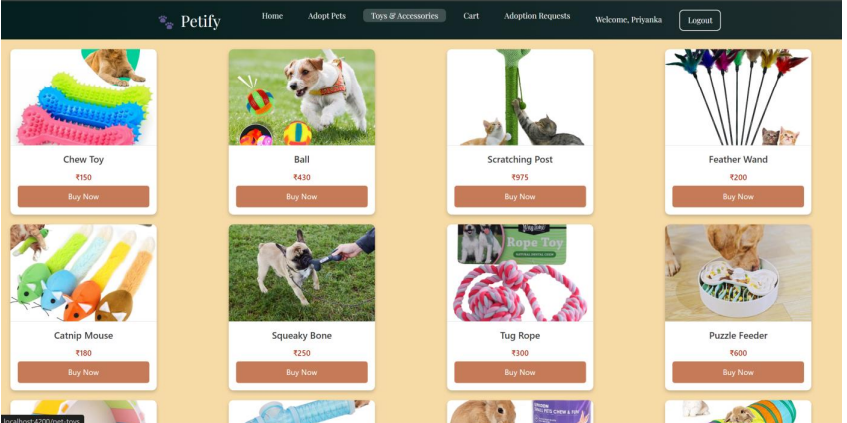 Petify
Home
Adopt Pets
Toys & Accessories
Cart
Adoption Requests
Welcome, Priyanka
Logout
Chew Toy
₹150
Buy Now
Ball
₹430
Buy Now
Scratching Post
₹975
Buy Now
Feather Wand
₹200
Buy Now
Rope Toy
Catnip Mouse
₹180
Buy Now
Squeaky Bone
₹250
Buy Now
Tug Rope
₹300
Buy Now
Puzzle Feeder
₹600
Buy Now
localhost:4200/pet-toys